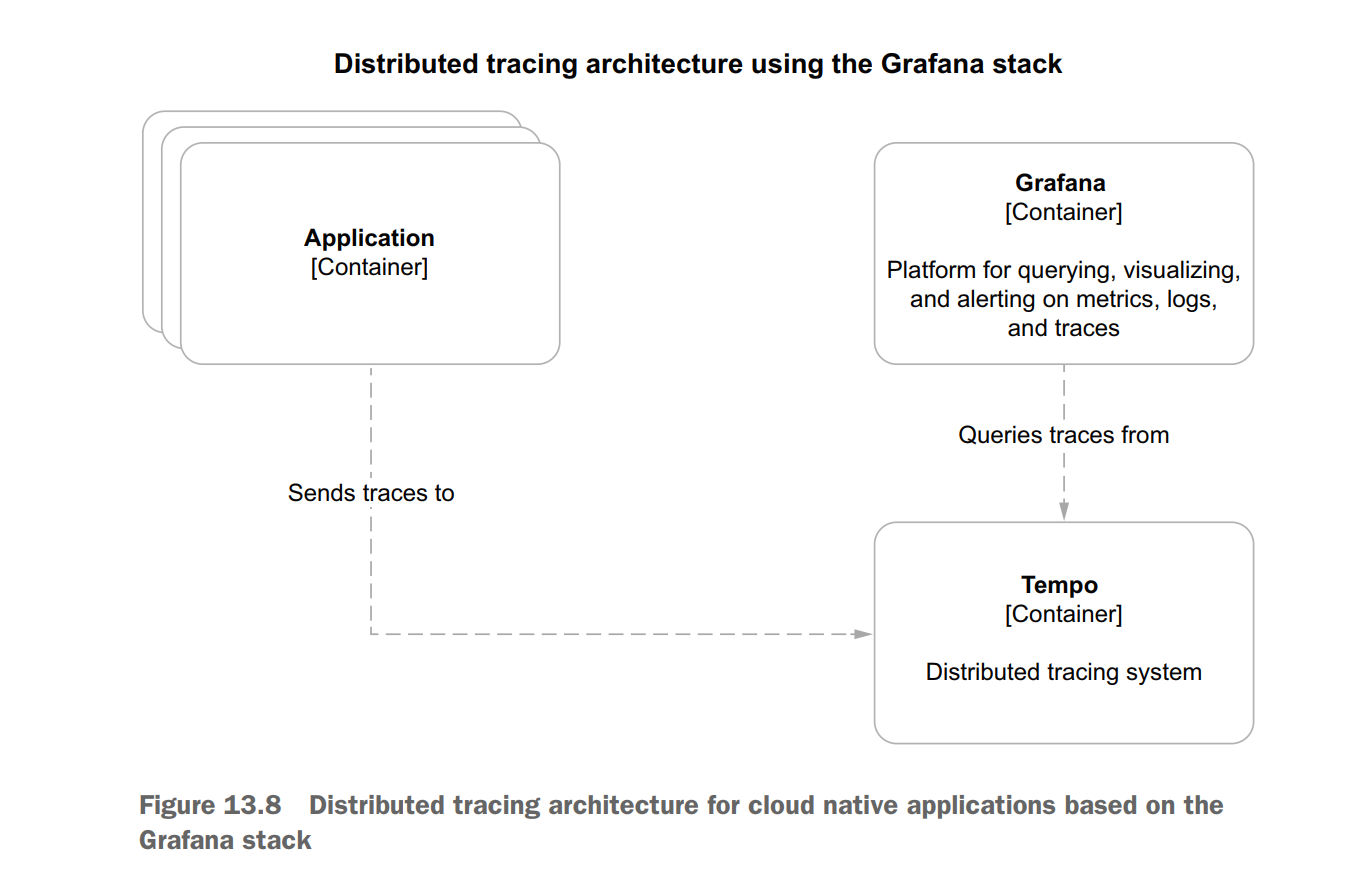 Distributed tracing architecture using the Grafana stack
Application
[Container]
Grafana
[Container]
Platform for querying, visualizing,
and alerting on metrics, logs,
and traces
Queries traces from
Sends traces to
Tempo
[Container]
Distributed tracing system
Figure 13.8 Distributed tracing architecture for cloud native applications based on the
Grafana stack